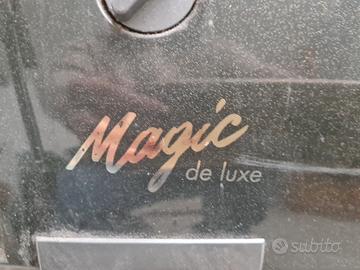 Magic
de luxe
subito